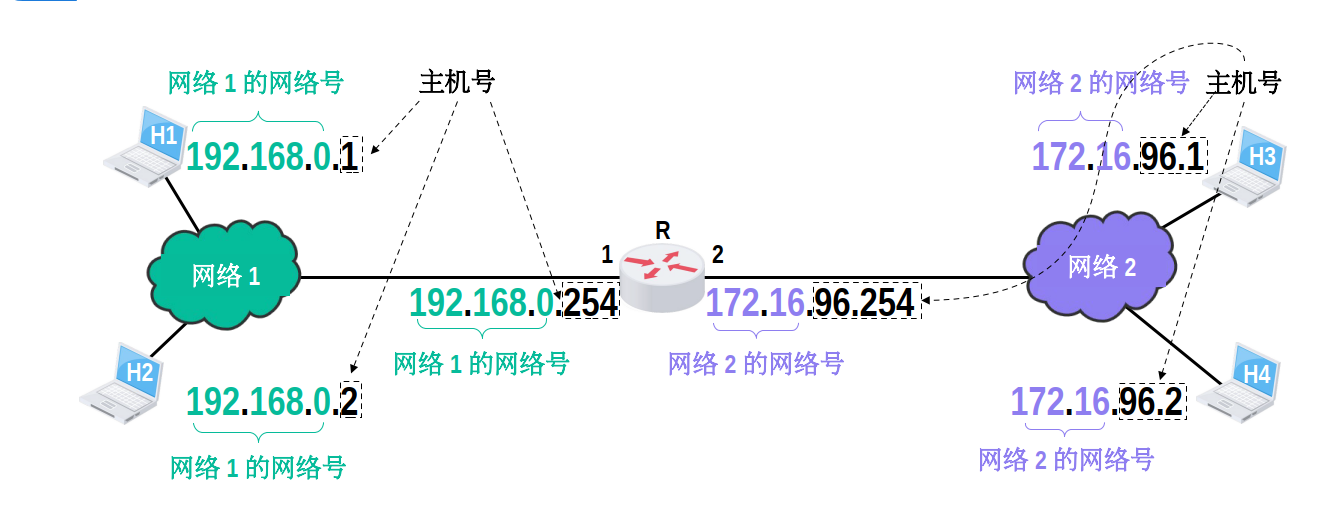 网络 1 的网络号
主机号
网络 2 的网络号
主机号
H1
192.168.0.1
172.16.96.1
H3
R
1
2
网络 1
网络 2
192.168.0.254
172.16.96.254
网络 1 的网络号
网络 2 的网络号
H2
H4
192.168.0.2
172.16.96.2
网络 1 的网络号
网络 2 的网络号